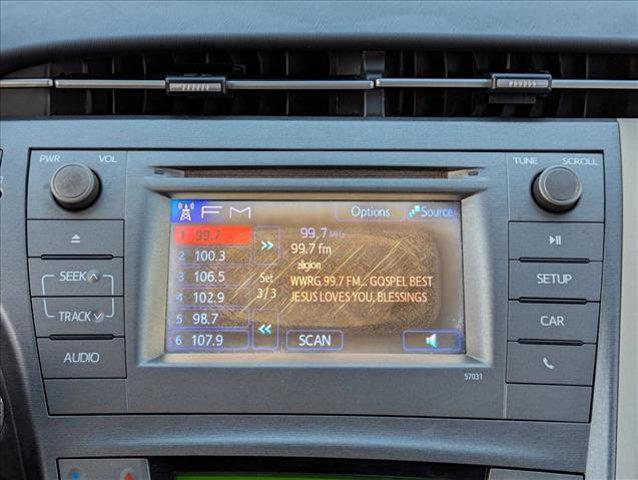 PWR VOL
TUNE SCROLL
FM Options Source
1 99.7 99.7 MHz
2 100.3 99.7 fm
3 106.5
4 102.9 Set WWRG 99.7 FM... GOSPEL BEST
3/3 JESUS LOVES YOU, BLESSINGS
5 98.7
6 107.9 SCAN
SEEK
TRACK
AUDIO
SETUP
CAR
57031